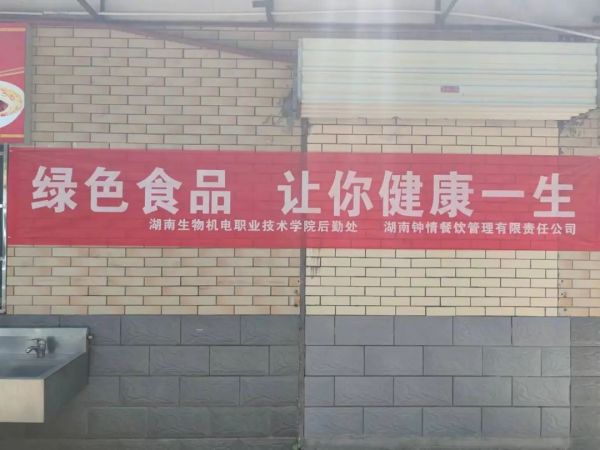 绿色食品 让你健康一生
湖南生物机电职业技术学院后勤处 湖南钟情餐饮管理有限责任公司